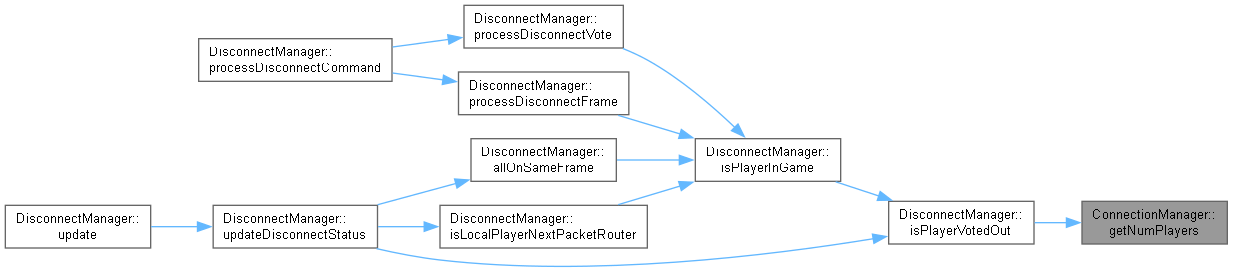 DisconnectManager::
processDisconnectVote
DisconnectManager::
processDisconnectCommand
DisconnectManager::
processDisconnectFrame
DisconnectManager::
allOnSameFrame
DisconnectManager::
isPlayerInGame
DisconnectManager::
update
DisconnectManager::
updateDisconnectStatus
DisconnectManager::
isLocalPlayerNextPacketRouter
DisconnectManager::
isPlayerVotedOut
ConnectionManager::
getNumPlayers